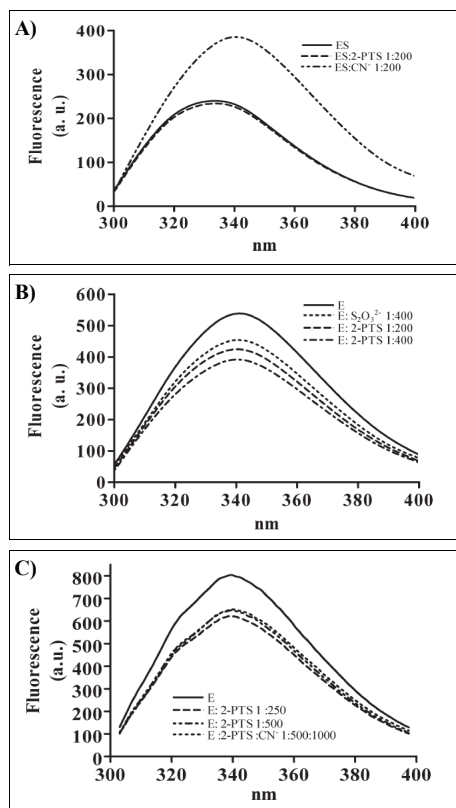 A)
400
300
200
100
0
Fluorescence
(a. u.)
ES
ES:2-PTS 1:200
ES:CN⁻ 1:200
300 320 340 360 380 400
nm
B)
600
500
400
300
200
100
0
Fluorescence
(a. u.)
E
E: S₂O₃²⁻ 1:400
E: 2-PTS 1:200
E: 2-PTS 1:400
300 320 340 360 380 400
nm
C)
800
700
600
500
400
300
200
100
0
Fluorescence
(a.u.)
E
E: 2-PTS 1 :250
E: 2-PTS 1:500
E :2-PTS :CN⁻ 1:500:1000
300 320 340 360 380 400
nm